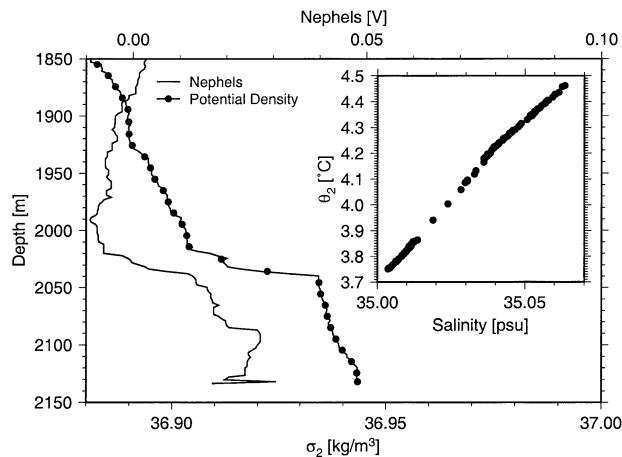 Nephels [V]
0.00 0.05 0.10
1850
1900
1950
2000
2050
2100
2150
Depth [m]
Nephels
Potential Density
4.5
4.4
4.3
4.2
4.1
4.0
3.9
3.8
3.7
θ2 [°C]
35.00 35.05
Salinity [psu]
36.90 36.95 37.00
σ2 [kg/m³]